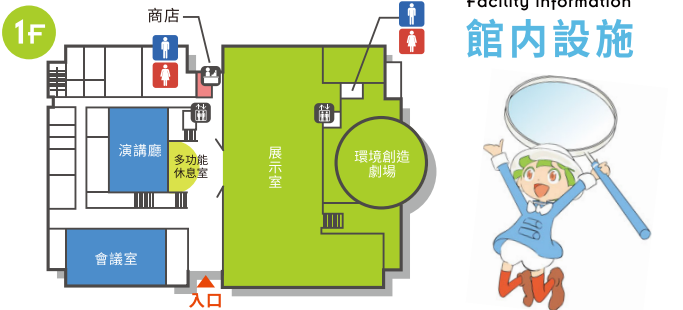 1F
商店
演講廳
多功能
休息室
展示室
環境創造
劇場
會議室
入口
Facility Information
館内設施